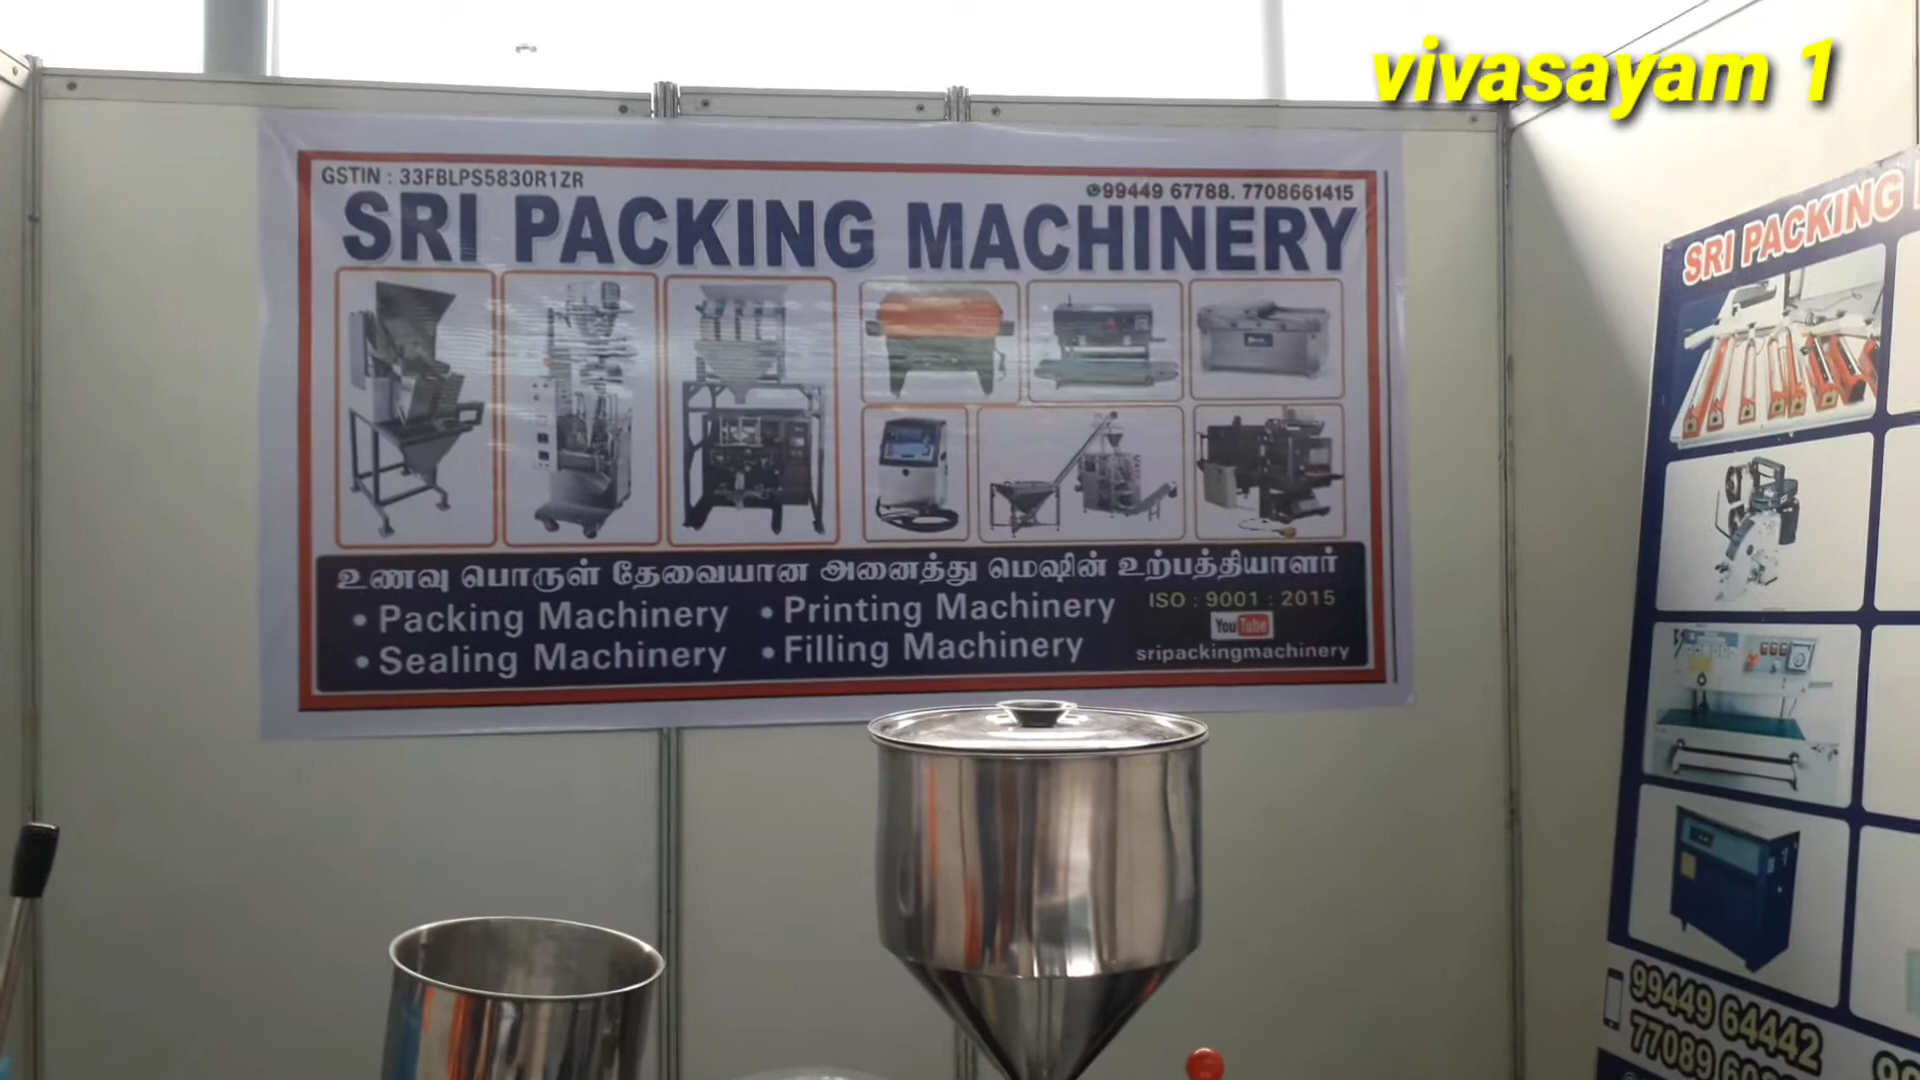 vivasayam 1
GSTIN : 33FBLPS5830R1ZR
99449 67788. 7708661415
SRI PACKING MACHINERY
உணவு பொருள் தேவையான அனைத்து மெஷின் உற்பத்தியாளர்
• Packing Machinery • Printing Machinery
ISO : 9001 : 2015
• Sealing Machinery • Filling Machinery
YouTube
sripackingmachinery
SRI PACKING
99449 64442
77089